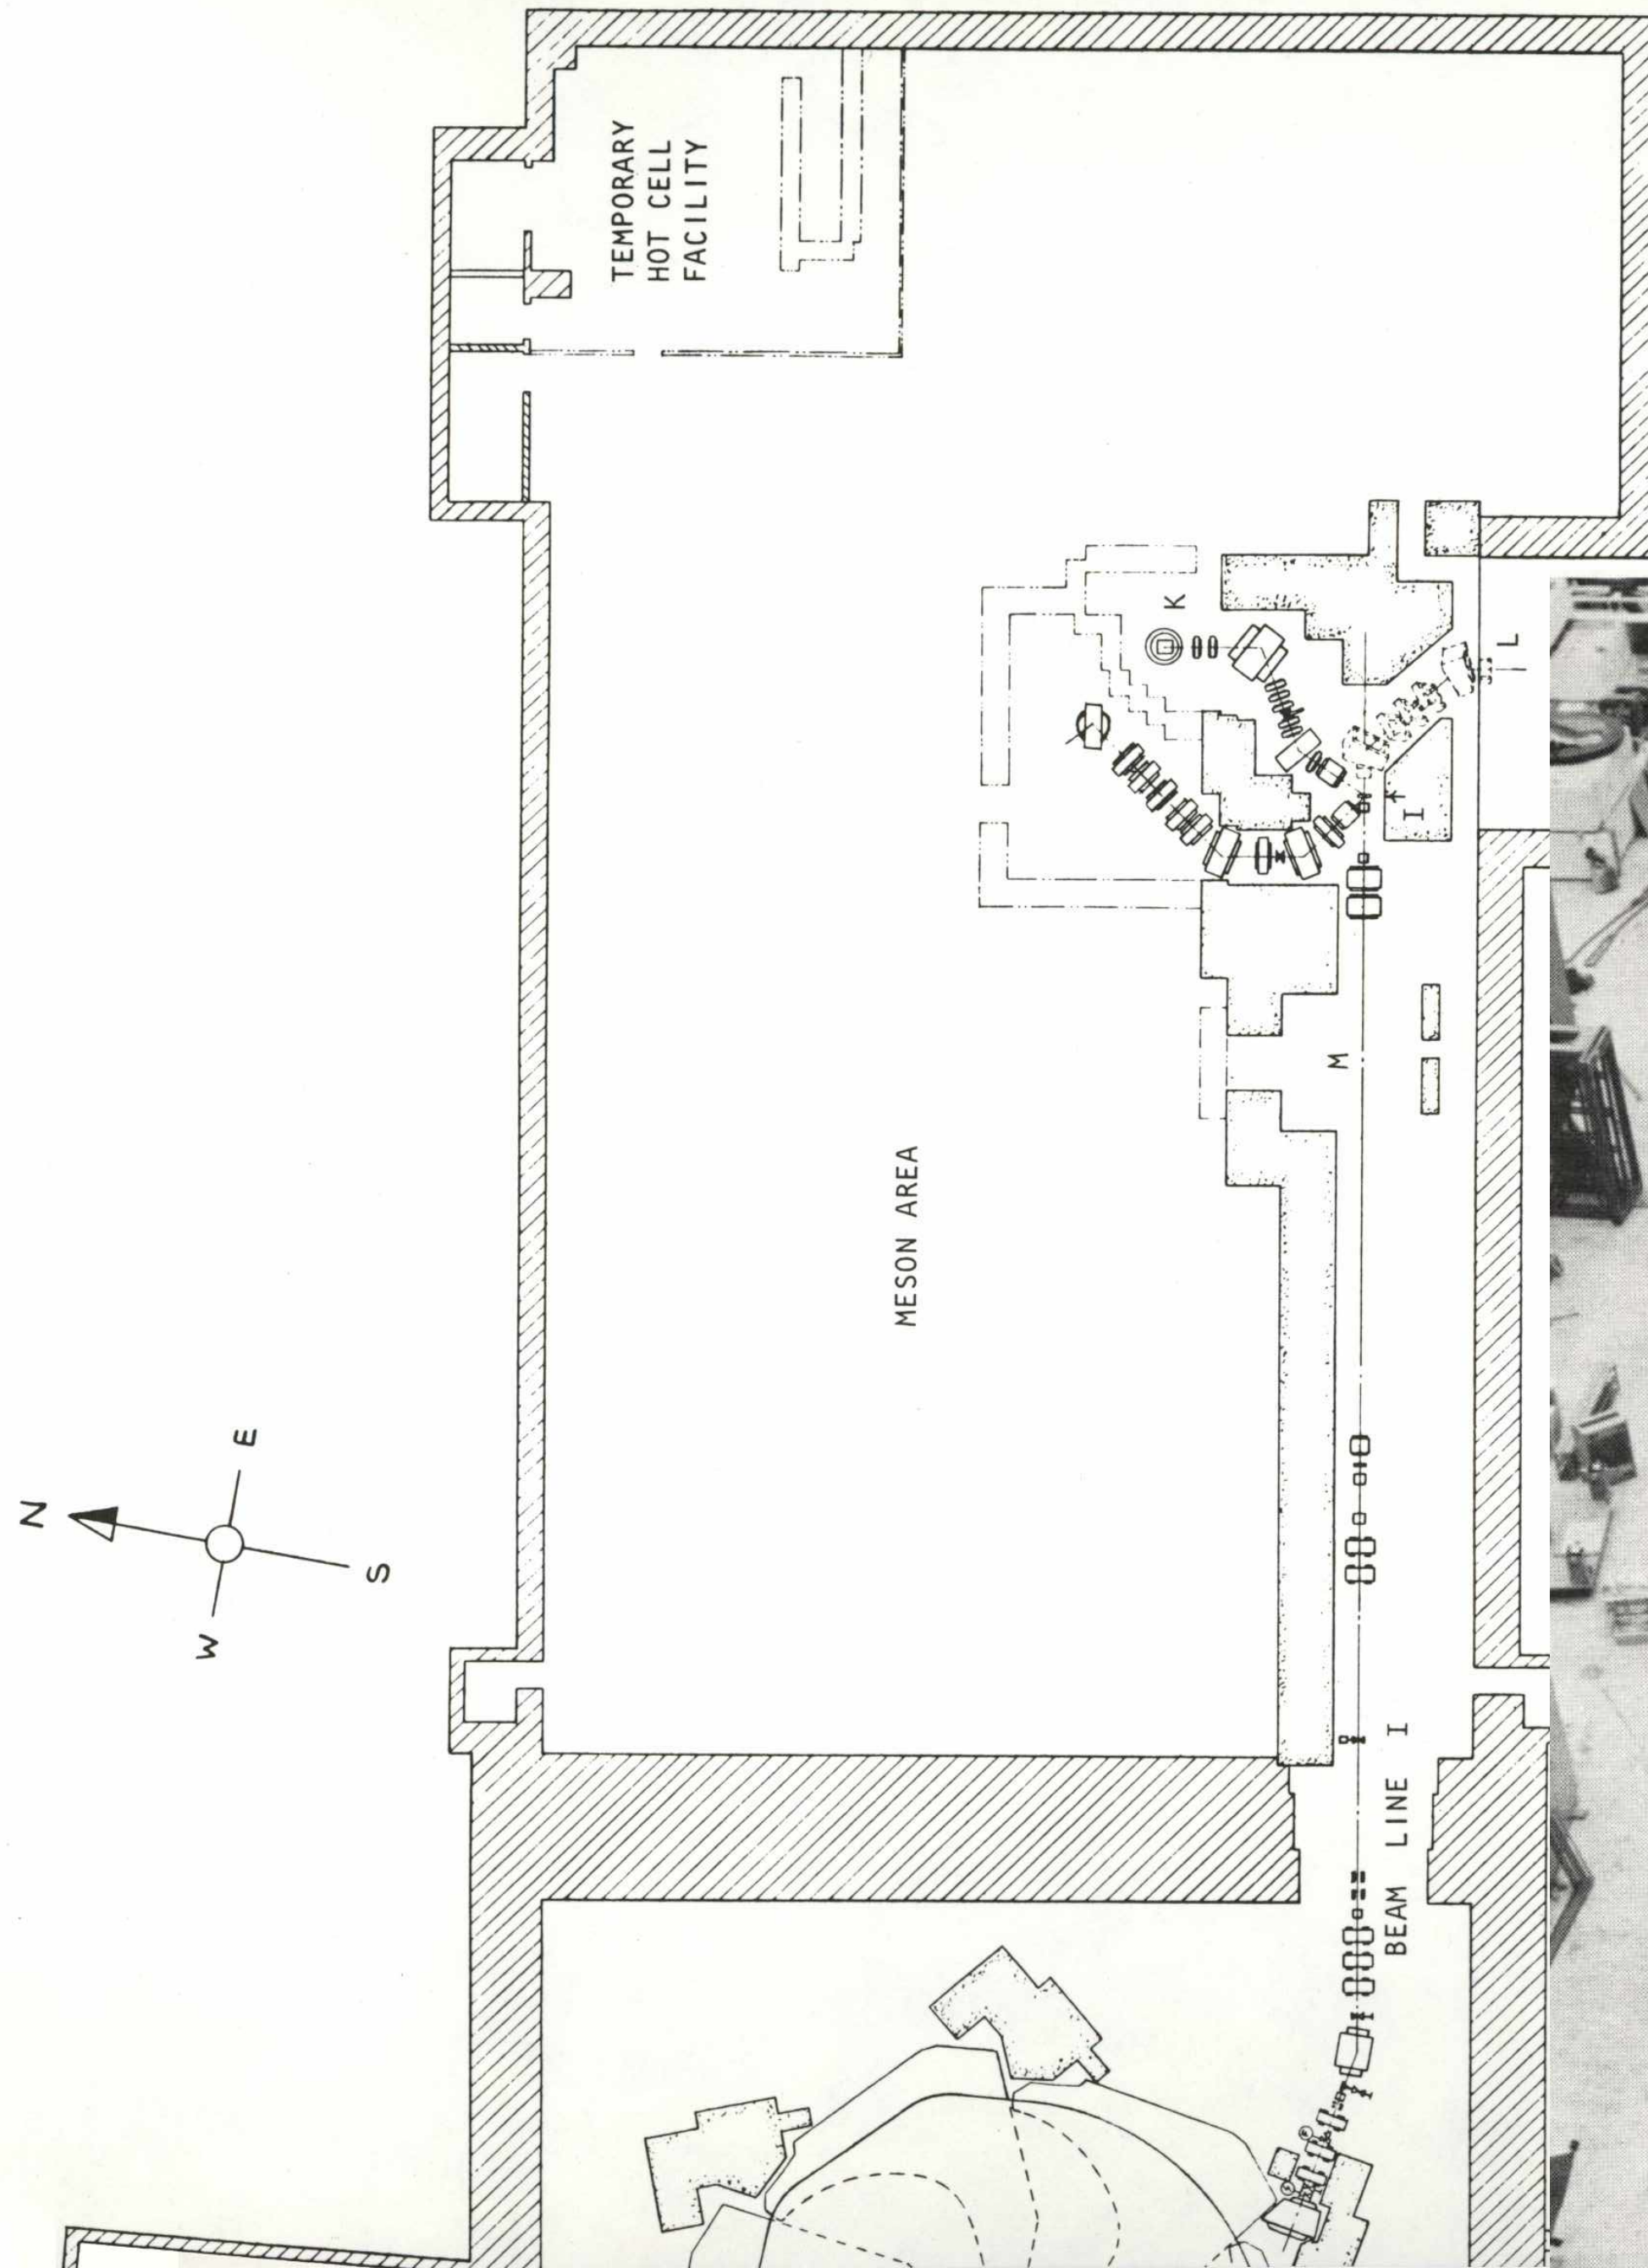 TEMPORARY
HOT CELL
FACILITY
K
L
I
M
MESON AREA
N
E
W
S
BEAM LINE I